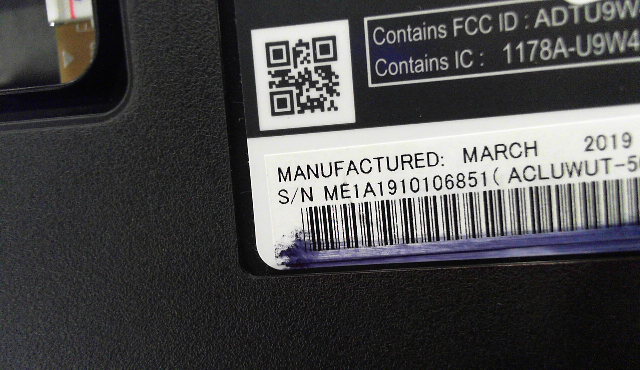 Contains FCC ID : ADTU9W
Contains IC : 1178A-U9W4
MANUFACTURED: MARCH 2019
S/N ME1A1910106851( ACLUWUT-5